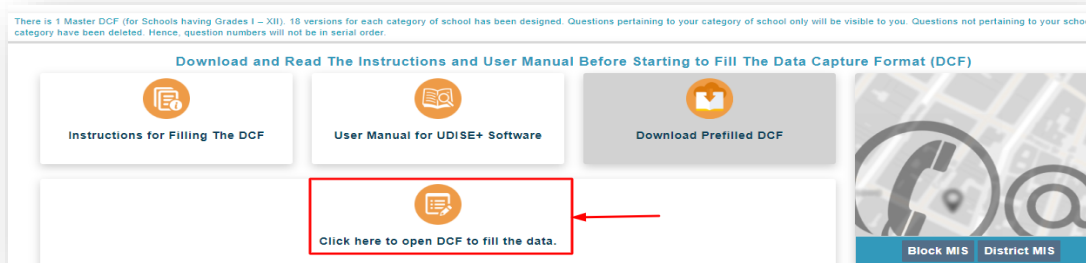 There is 1 Master DCF (for Schools having Grades I – XII). 18 versions for each category of school has been designed. Questions pertaining to your category of school only will be visible to you. Questions not pertaining to your
category have been deleted. Hence, question numbers will not be in serial order.
Download and Read The Instructions and User Manual Before Starting to Fill The Data Capture Format (DCF)
Instructions for Filling The DCF
User Manual for UDISE+ Software
Download Prefilled DCF
Click here to open DCF to fill the data.
Block MIS
District MIS